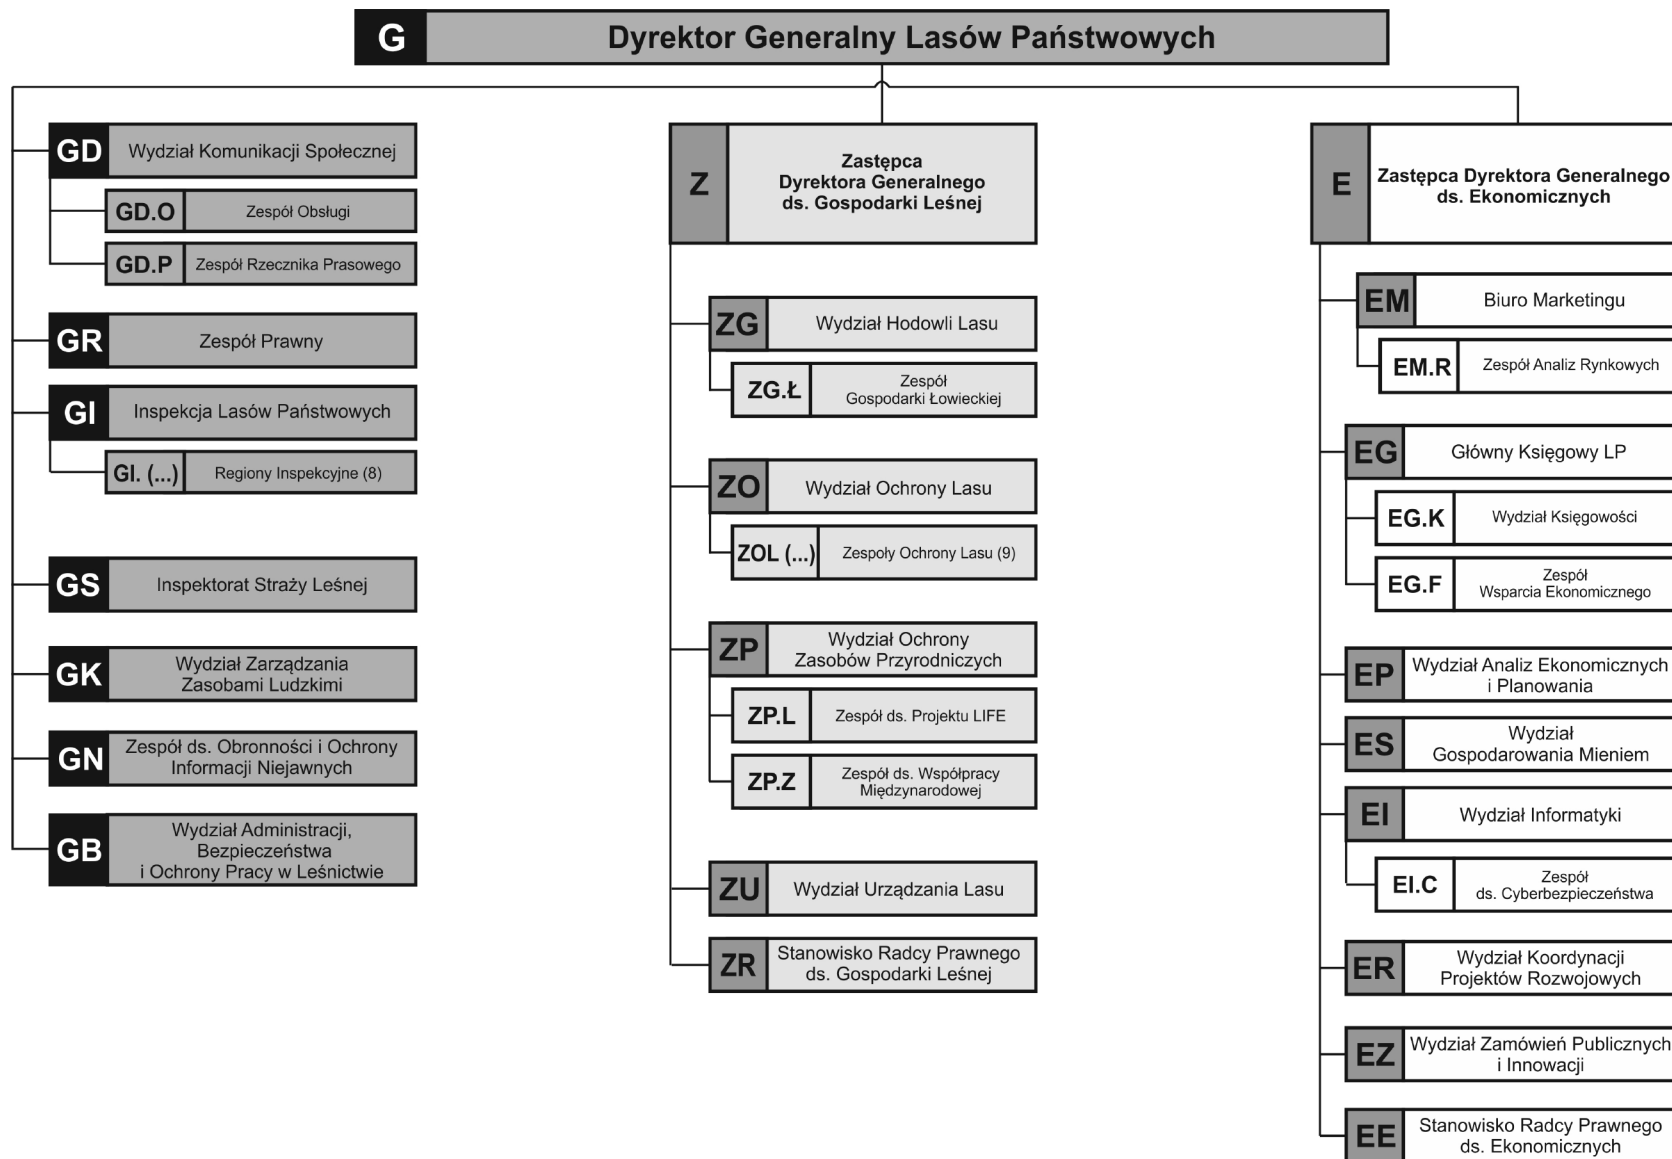 G
Dyrektor Generalny Lasów Państwowych
GD
Wydział Komunikacji Społecznej
GD.O
Zespół Obsługi
GD.P
Zespół Rzecznika Prasowego
GR
Zespół Prawny
GI
Inspekcja Lasów Państwowych
GI. (...)
Regiony Inspekcyjne (8)
GS
Inspektorat Straży Leśnej
GK
Wydział Zarządzania
Zasobami Ludzkimi
GN
Zespół ds. Obronności i Ochrony
Informacji Niejawnych
GB
Wydział Administracji,
Bezpieczeństwa
i Ochrony Pracy w Leśnictwie
Z
Zastępca
Dyrektora Generalnego
ds. Gospodarki Leśnej
ZG
Wydział Hodowli Lasu
ZG.Ł
Zespół
Gospodarki Łowieckiej
ZO
Wydział Ochrony Lasu
ZOL (...)
Zespoły Ochrony Lasu (9)
ZP
Wydział Ochrony
Zasobów Przyrodniczych
ZP.L
Zespół ds. Projektu LIFE
ZP.Z
Zespół ds. Współpracy
Międzynarodowej
ZU
Wydział Urządzania Lasu
ZR
Stanowisko Radcy Prawnego
ds. Gospodarki Leśnej
E
Zastępca Dyrektora Generalnego
ds. Ekonomicznych
EM
Biuro Marketingu
EM.R
Zespół Analiz Rynkowych
EG
Główny Księgowy LP
EG.K
Wydział Księgowości
EG.F
Zespół
Wsparcia Ekonomicznego
EP
Wydział Analiz Ekonomicznych
i Planowania
ES
Wydział
Gospodarowania Mieniem
EI
Wydział Informatyki
EI.C
Zespół
ds. Cyberbezpieczeństwa
ER
Wydział Koordynacji
Projektów Rozwojowych
EZ
Wydział Zamówień Publicznych
i Innowacji
EE
Stanowisko Radcy Prawnego
ds. Ekonomicznych